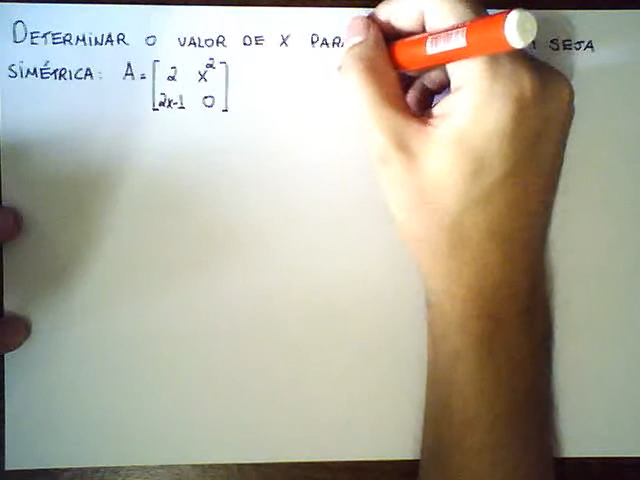 DETERMINAR O VALOR DE X PARA SEJA
SIMÉTRICA: A = [2 x²
2x-1 0]